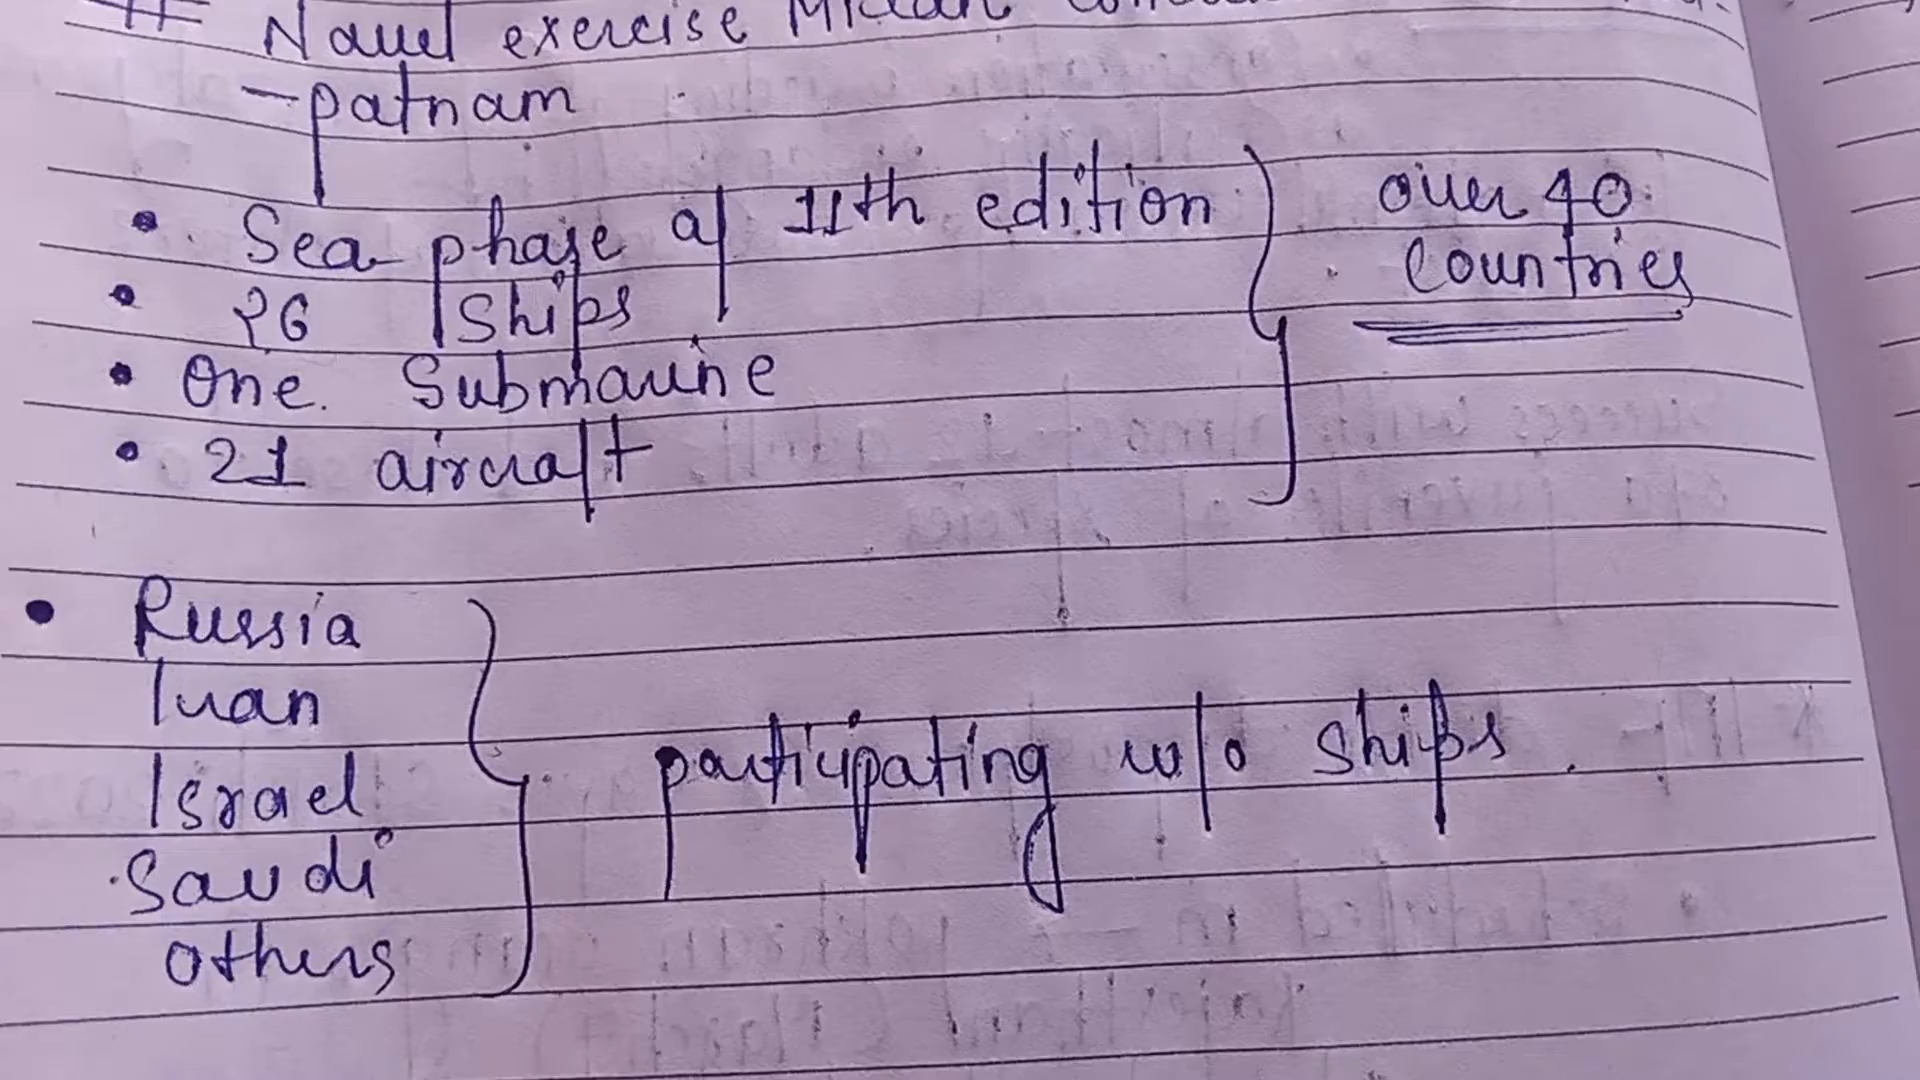 # Naval exercise Milan
- patnam
• Sea phase of 11th edition
over 40
countries
• 26 Ships
• One Submarine
• 21 aircraft
• Russia
Iran
Israel
Saudi
others
participating w/o ships.